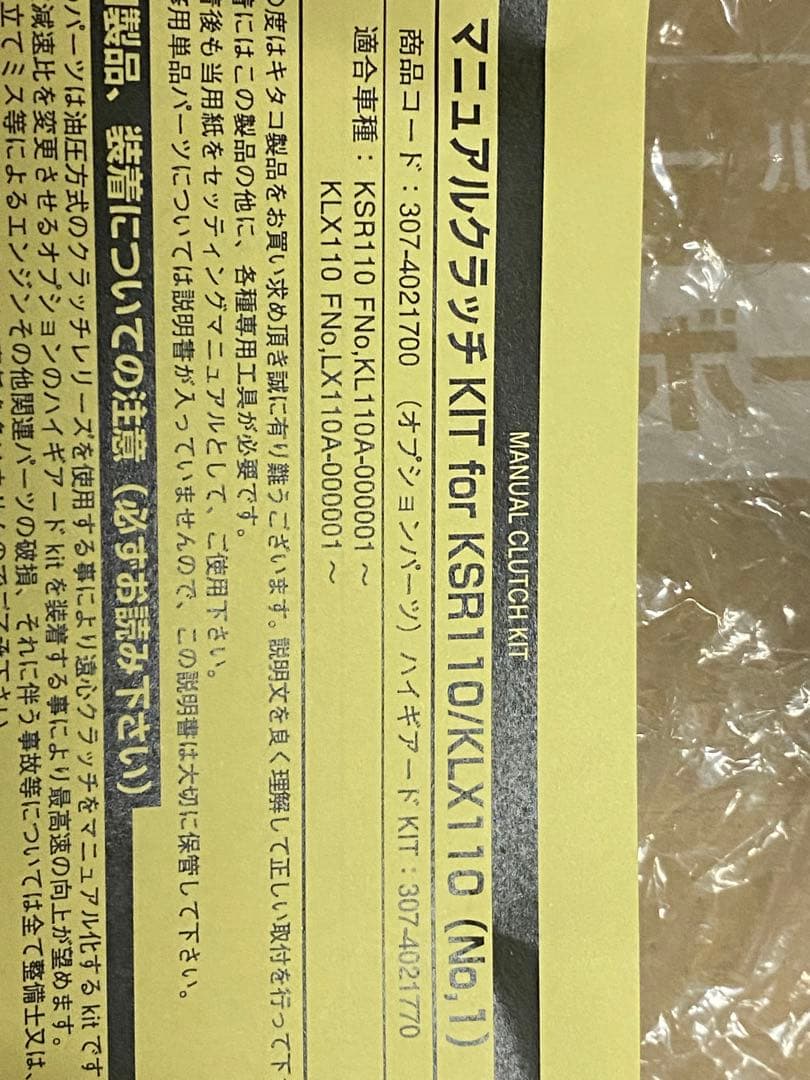 MANUAL CLUTCH KIT
マニュアルクラッチ KIT for KSR110/KLX110 (No,1)
商品コード：307-4021700 （オプションパーツ）ハイギアードKIT：307-4021770
適合車種： KSR110 FNo,KL110A-000001 ～
KLX110 FNo,LX110A-000001 ～
度はキタコ製品をお買い求め頂き誠に有り難うございます。説明文を良く理解して正しい取付を行って下
にはこの製品の他に、各種専用工具が必要です。
後も当用紙をセッティングマニュアルとして、ご使用下さい。
用単品パーツについては説明書が入っていませんので、この説明書は大切に保管して下さい。
製品、装着についての注意（必ずお読み下さい）
パーツは油圧方式のクラッチレリーズを使用する事により遠心クラッチをマニュアル化するkitです
減速比を変更させるオプションのハイギアードkitを装着する事により最高速の向上が望めます。
立てミス等によるエンジンその他関連パーツの破損、それに伴う事故等については全て整備士又は、